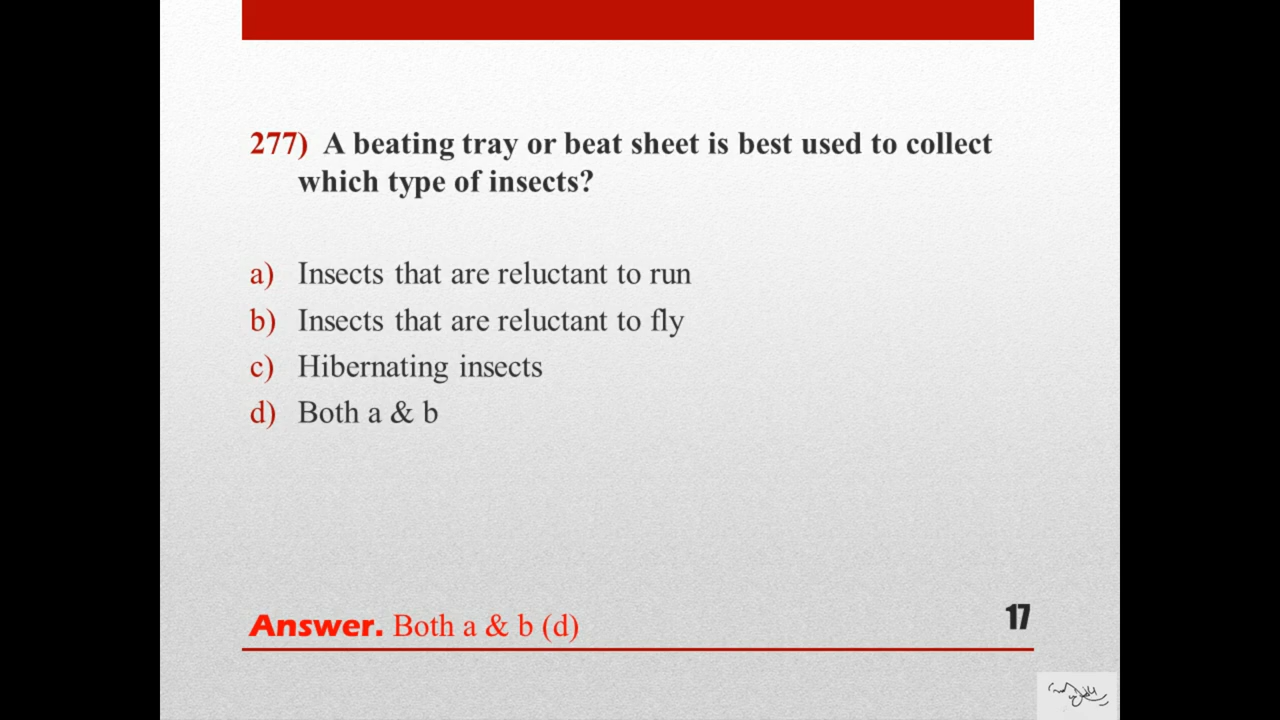 277) A beating tray or beat sheet is best used to collect
which type of insects?
a) Insects that are reluctant to run
b) Insects that are reluctant to fly
c) Hibernating insects
d) Both a & b
Answer. Both a & b (d)
17